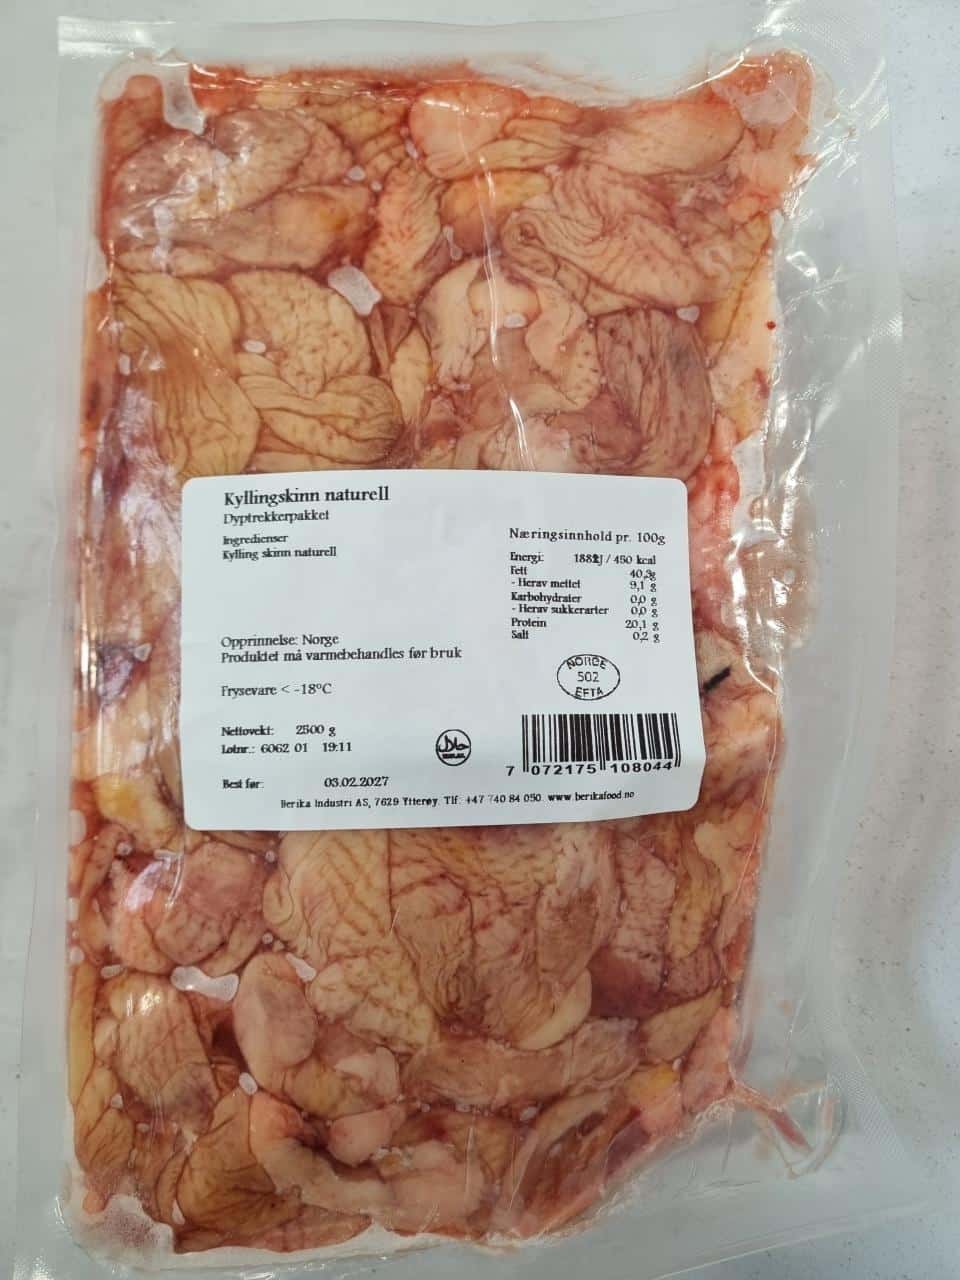 Kyllingskinn naturell
Dyptrekkerpakket
Ingredienser
Kylling skinn naturell
Næringsinnhold pr. 100g
Energi: / 450 kcal
Fett 40,3g
- Herav mettet 9,1 g
Karbohydrater 0,0 g
- Herav sukkerarter 0,0 g
Protein 20,1 g
Salt 0,2 g
Opprinnelse: Norge
Produktet må varmebehandles før bruk
NORGE
502
EFTA
Frysevare < -18°C
Nettovekt: 2500 g
Lotnr.: 6062 01 19:11
حلال
HALAL
7 072175 108044
Best før: 03.02.2027
Berika Industri AS, 7629 Ytterøy. Tlf: +47 740 84 050. www.berikafood.no